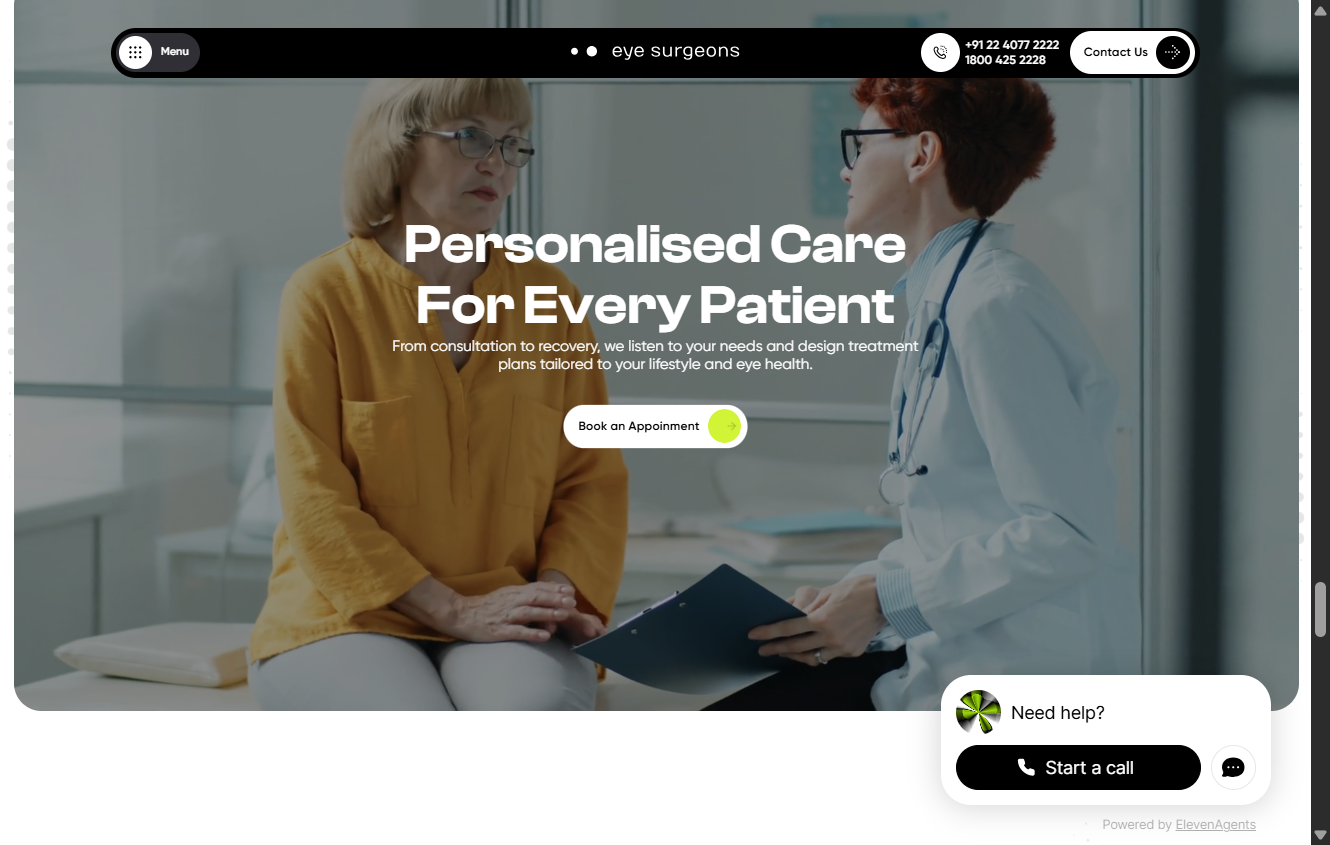 Menu
eye surgeons
+91 22 4077 2222
1800 425 2228
Contact Us
Personalised Care
For Every Patient
From consultation to recovery, we listen to your needs and design treatment
plans tailored to your lifestyle and eye health.
Book an Appoinment
Need help?
Start a call
Powered by ElevenAgents